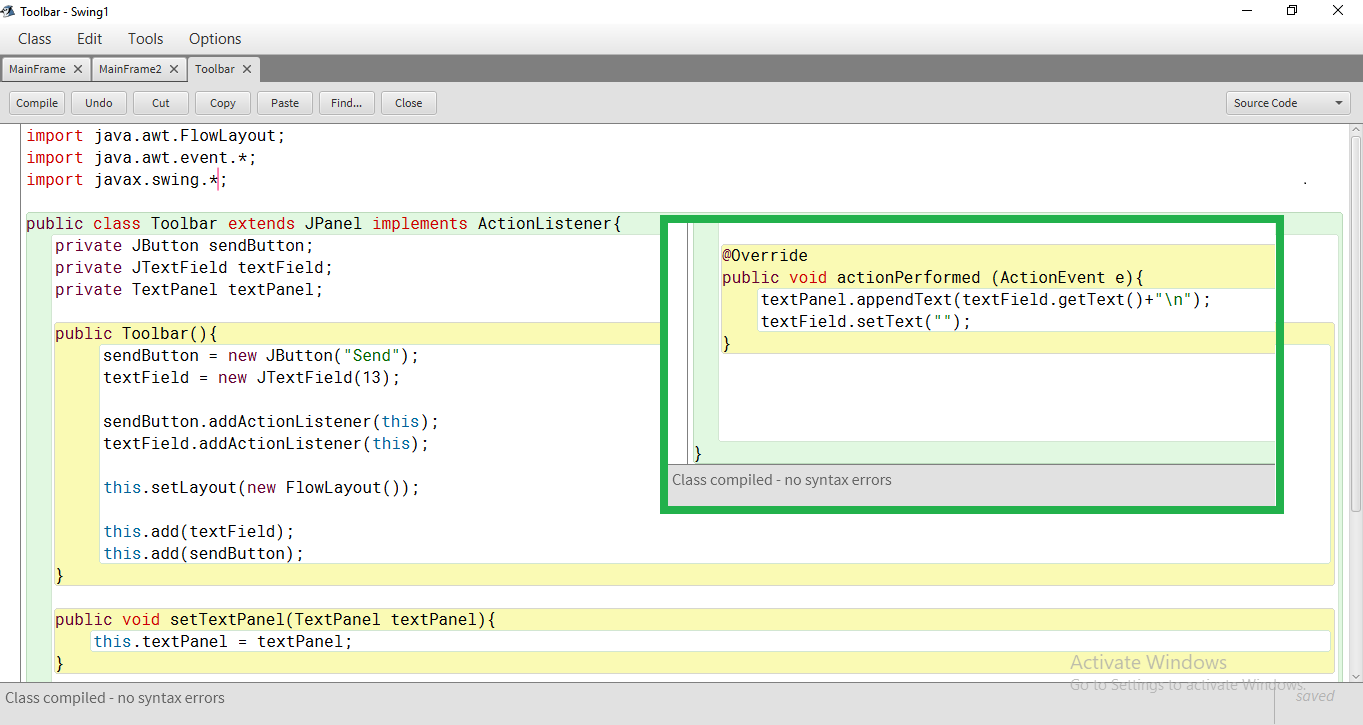 Toolbar - Swing1
Class Edit Tools Options
MainFrame MainFrame2 Toolbar
Compile Undo Cut Copy Paste Find... Close Source Code
import java.awt.FlowLayout;
import java.awt.event.*;
import javax.swing.*;
public class Toolbar extends JPanel implements ActionListener{
private JButton sendButton;
private JTextField textField;
private TextPanel textPanel;
public Toolbar(){
sendButton = new JButton("Send");
textField = new JTextField(13);
sendButton.addActionListener(this);
textField.addActionListener(this);
this.setLayout(new FlowLayout());
this.add(textField);
this.add(sendButton);
}
public void setTextPanel(TextPanel textPanel){
this.textPanel = textPanel;
}
@Override
public void actionPerformed (ActionEvent e){
textPanel.appendText(textField.getText()+"\n");
textField.setText("");
}
}
Class compiled - no syntax errors
Activate Windows
Go to Settings to activate Windows.
Class compiled - no syntax errors
saved